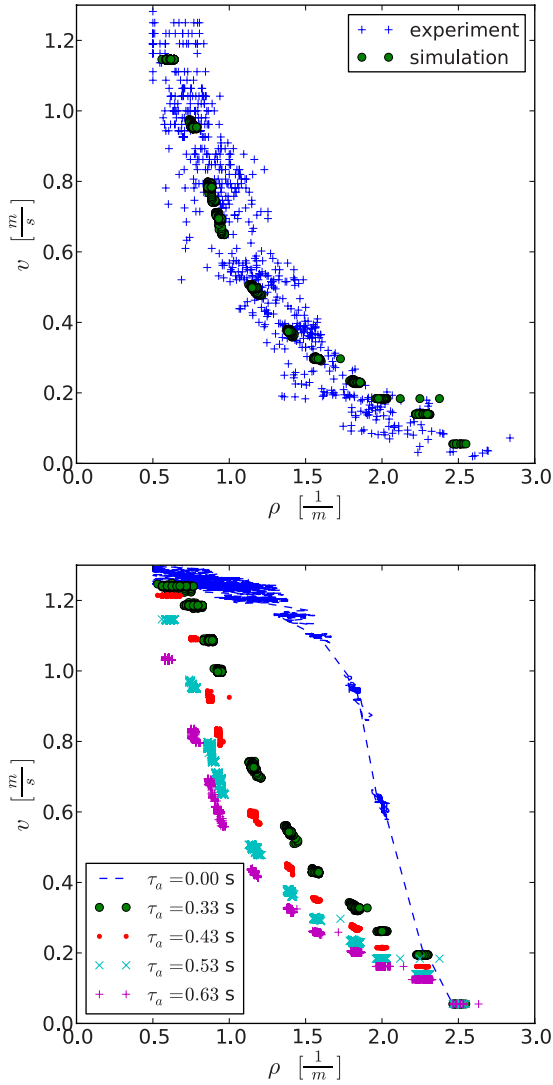 1.2
1.0
0.8
0.6
0.4
0.2
0.0
v [m/s]
experiment
simulation
0.0 0.5 1.0 1.5 2.0 2.5 3.0
ρ [1/m]
1.2
1.0
0.8
0.6
0.4
0.2
0.0
v [m/s]
τₐ =0.00 s
τₐ =0.33 s
τₐ =0.43 s
τₐ =0.53 s
τₐ =0.63 s
0.0 0.5 1.0 1.5 2.0 2.5 3.0
ρ [1/m]